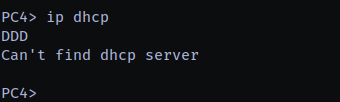 PC4> ip dhcp
DDD
Can't find dhcp server
PC4>